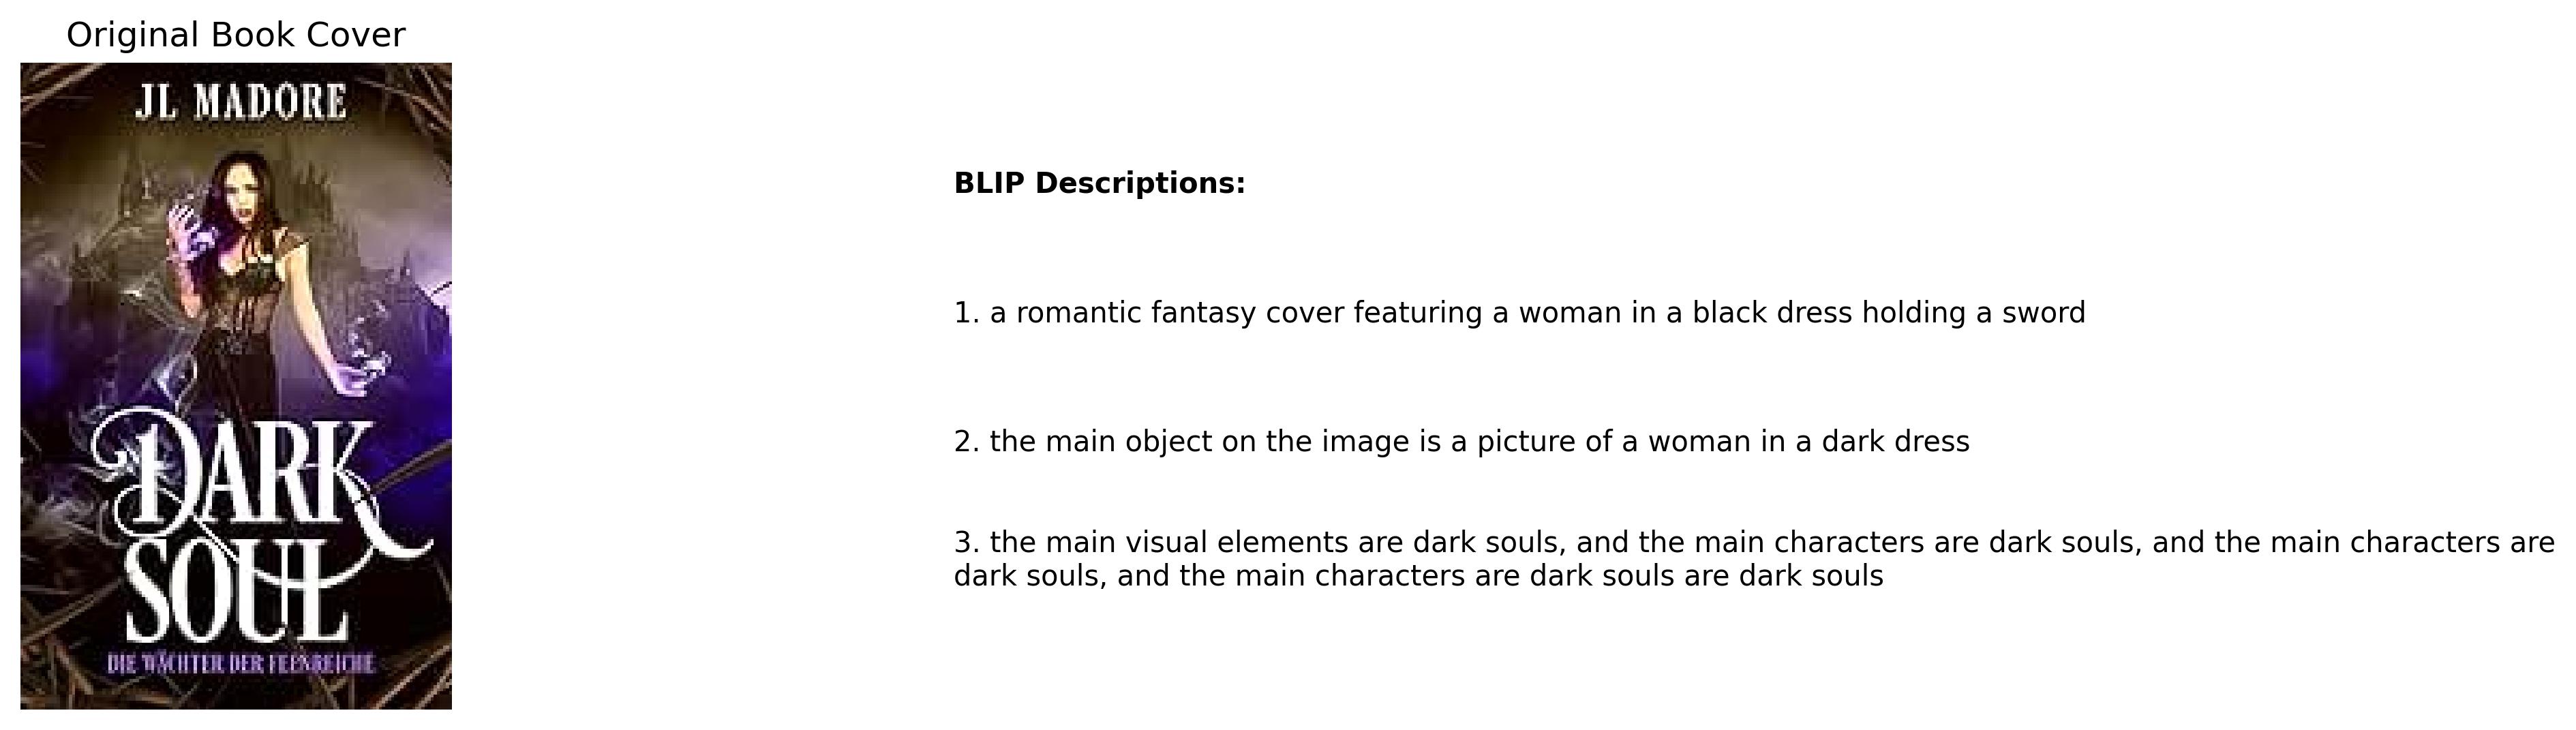 Original Book Cover
JL MADORE
DARK
SOUL
DIE WÄCHTER DER FEENREICHE
BLIP Descriptions:
1. a romantic fantasy cover featuring a woman in a black dress holding a sword
2. the main object on the image is a picture of a woman in a dark dress
3. the main visual elements are dark souls, and the main characters are dark souls, and the main characters are
dark souls, and the main characters are dark souls are dark souls